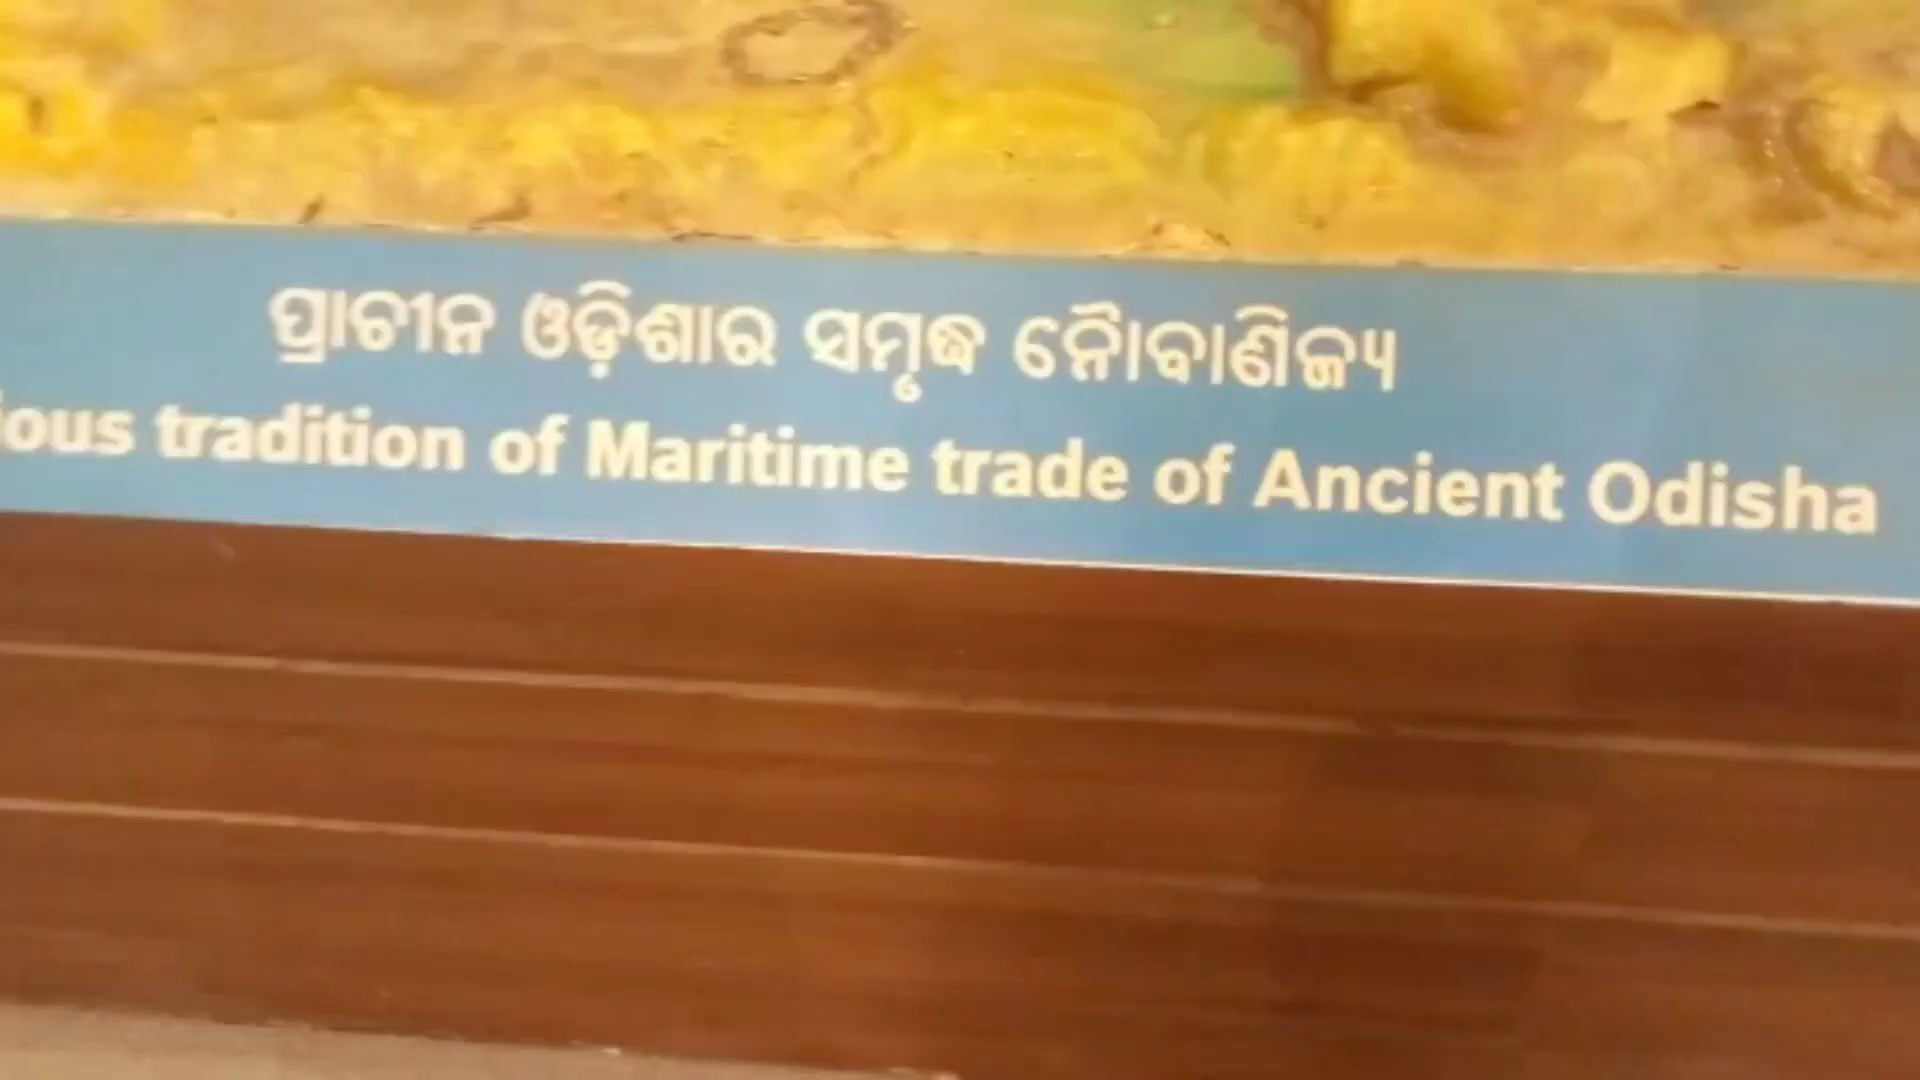 ପ୍ରାଚୀନ ଓଡ଼ିଶାର ସମୃଦ୍ଧ ନୌବାଣିଜ୍ୟ
tradition of Maritime trade of Ancient Odisha